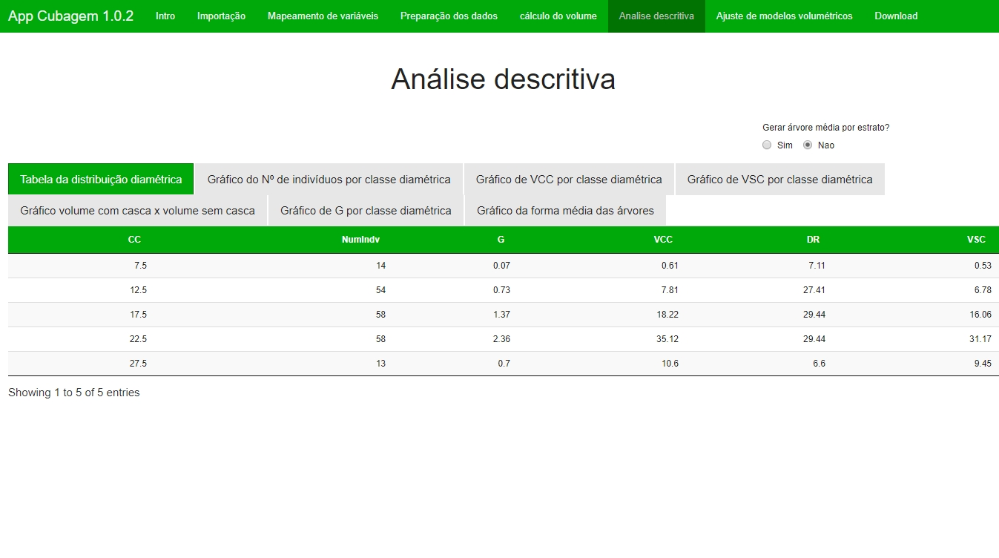 App Cubagem 1.0.2 Intro Importação Mapeamento de variáveis Preparação dos dados cálculo do volume Analise descritiva Ajuste de modelos volumétricos Download
Análise descritiva
Gerar árvore média por estrato?
Sim Nao
Tabela da distribuição diamétrica Gráfico do Nº de indivíduos por classe diamétrica Gráfico de VCC por classe diamétrica Gráfico de VSC por classe diamétrica
Gráfico volume com casca x volume sem casca Gráfico de G por classe diamétrica Gráfico da forma média das árvores
CC NumIndv G VCC DR VSC
7.5 14 0.07 0.61 7.11 0.53
12.5 54 0.73 7.81 27.41 6.78
17.5 58 1.37 18.22 29.44 16.06
22.5 58 2.36 35.12 29.44 31.17
27.5 13 0.7 10.6 6.6 9.45
Showing 1 to 5 of 5 entries